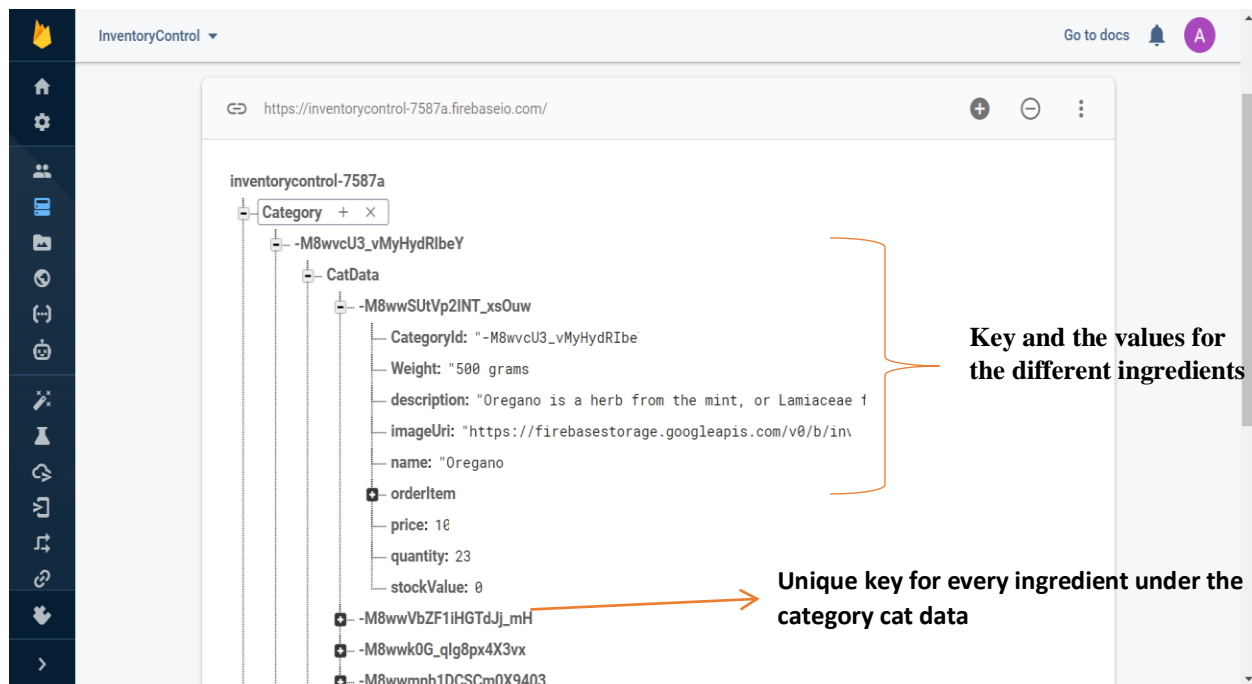 InventoryControl
Go to docs
A
https://inventorycontrol-7587a.firebaseio.com/
inventorycontrol-7587a
Category + ×
-M8wvcU3_vMyHydRIbeY
CatData
-M8wwSUtVp2INT_xsOuw
CategoryId: "-M8wvcU3_vMyHydRIbe
Weight: "500 grams
description: "Oregano is a herb from the mint, or Lamiaceae f
imageUri: "https://firebasestorage.googleapis.com/v0/b/inv
name: "Oregano
orderItem
price: 10
quantity: 23
stockValue: 0
-M8wwVbZF1iHGTdJj_mH
-M8wwk0G_qlg8px4X3vx
-M8wwmpb1DCSCm0X9403
Key and the values for
the different ingredients
Unique key for every ingredient under the
category cat data